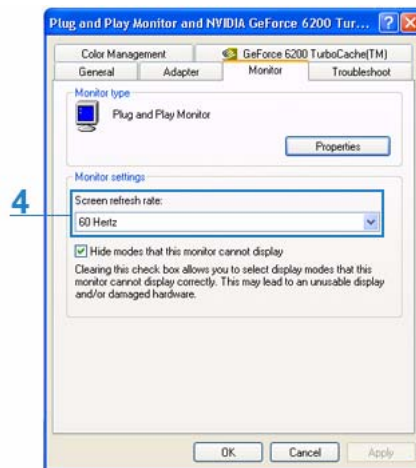 Plug and Play Monitor and NVIDIA GeForce 6200 Tur...
Color Management
GeForce 6200 TurboCache(TM)
General
Adapter
Monitor
Troubleshoot
Monitor type
Plug and Play Monitor
Properties
Monitor settings
4
Screen refresh rate:
60 Hertz
Hide modes that this monitor cannot display
Clearing this check box allows you to select display modes that this
monitor cannot display correctly. This may lead to an unusable display
and/or damaged hardware.
OK
Cancel
Apply